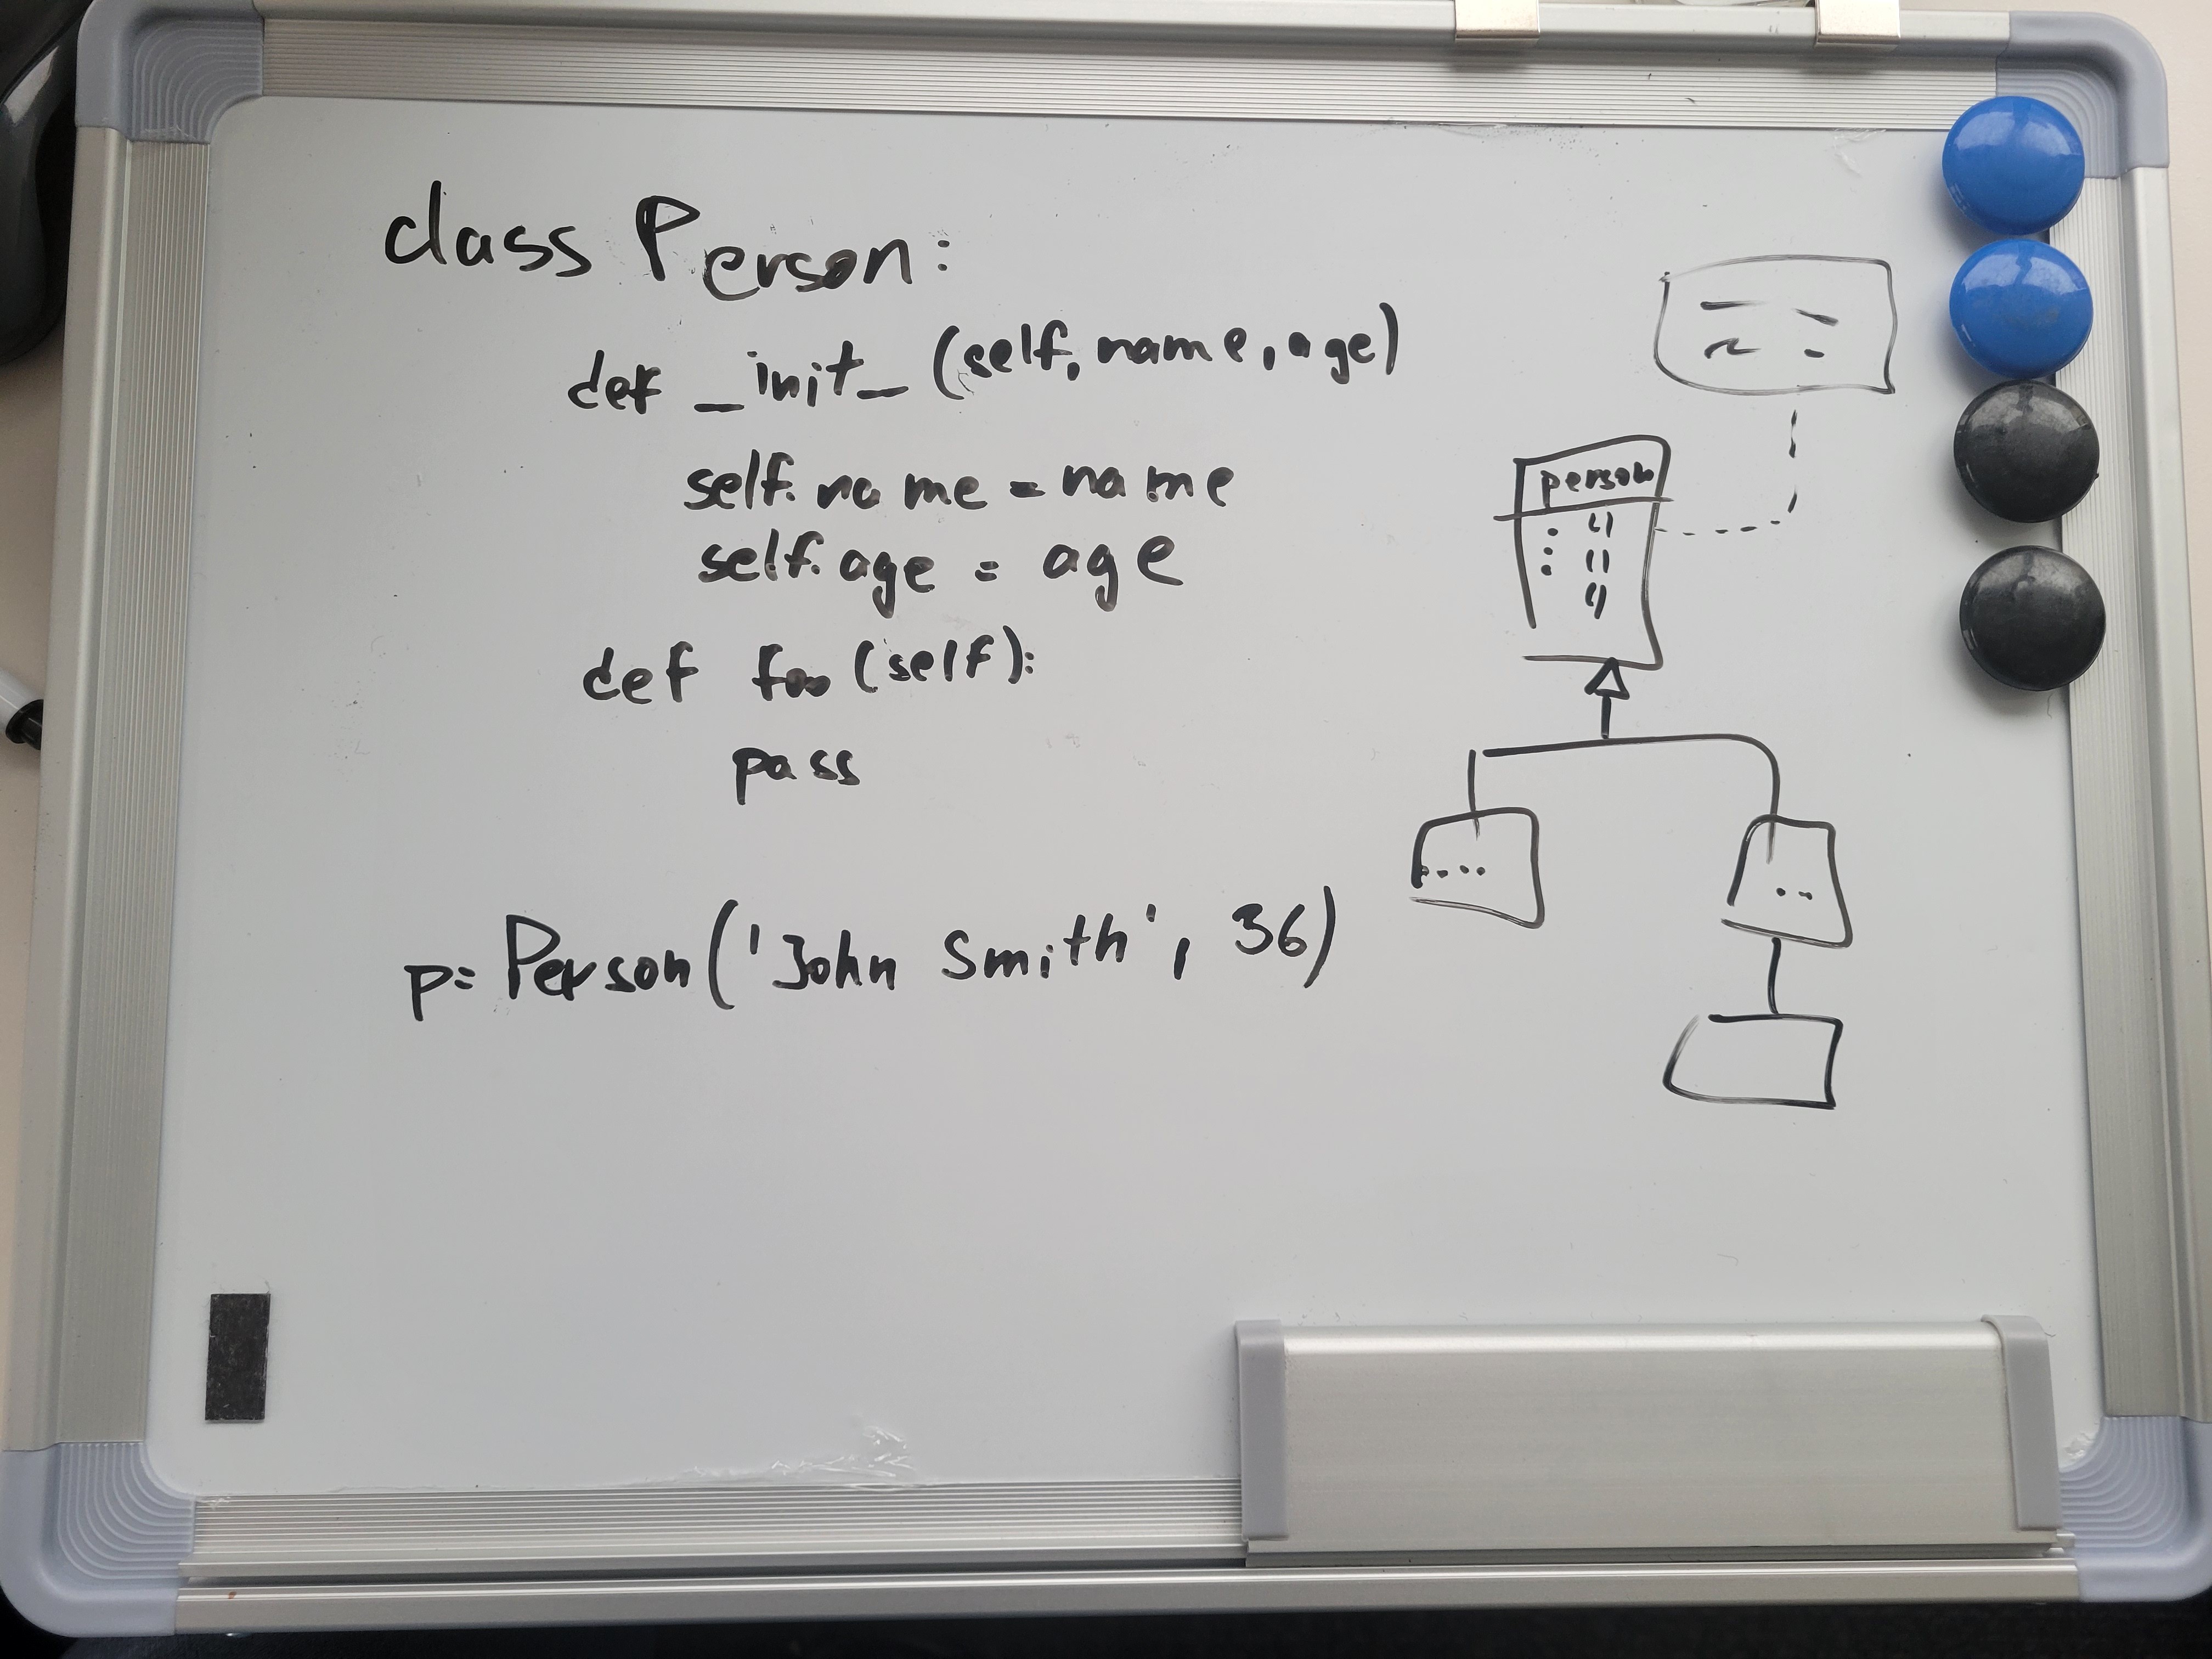 class Person:
def _init_ (self, name, age)
self.name = name
self.age = age
def foo (self):
pass
p= Person('John Smith', 36)
person